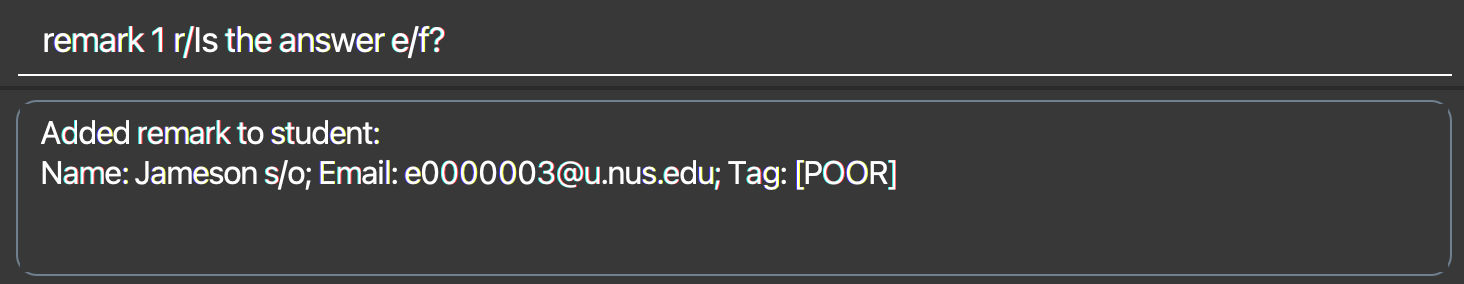 remark 1 r/Is the answer e/f?
Added remark to student:
Name: Jameson s/o; Email: e0000003@u.nus.edu; Tag: [POOR]